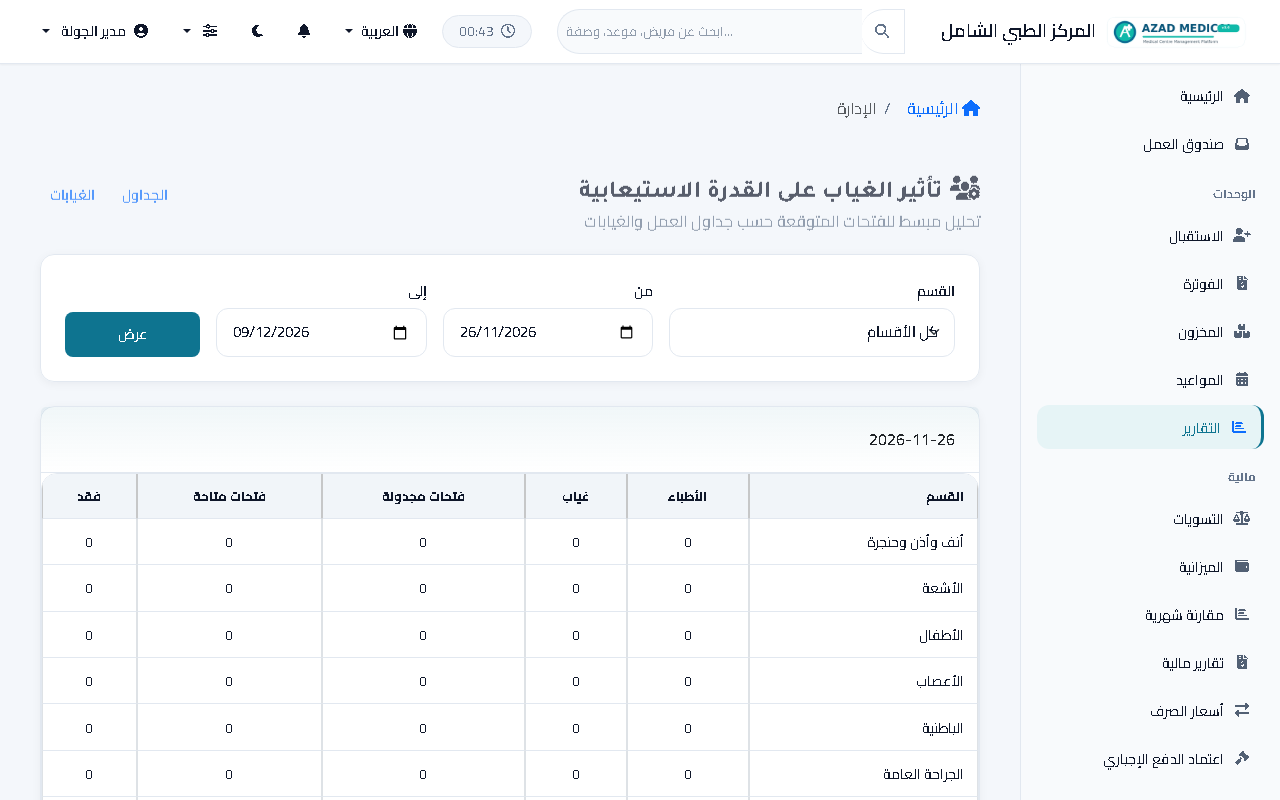 AZAD MEDIC
Medical Centre Management Platform
المركز الطبي الشامل
ابحث عن مريض، موعد، وصفة...
00:43
العربية
مدير الجولة
الرئيسية
صندوق العمل
الوحدات
الاستقبال
الفوترة
المخزون
المواعيد
التقارير
مالية
التسويات
الميزانية
مقارنة شهرية
تقارير مالية
أسعار الصرف
اعتماد الدفع الإجباري
الرئيسية / الإدارة
تأثير الغياب على القدرة الاستيعابية
تحليل مبسط للفتحات المتوقعة حسب جداول العمل والغيابات
الجداول
الغيابات
القسم
كل الأقسام
من
26/11/2026
إلى
09/12/2026
عرض
2026-11-26
القسم الأطباء غياب فتحات مجدولة فتحات متاحة فقد
أنف وأذن وحنجرة 0 0 0 0 0
الأشعة 0 0 0 0 0
الأطفال 0 0 0 0 0
الأعصاب 0 0 0 0 0
الباطنية 0 0 0 0 0
الجراحة العامة 0 0 0 0 0